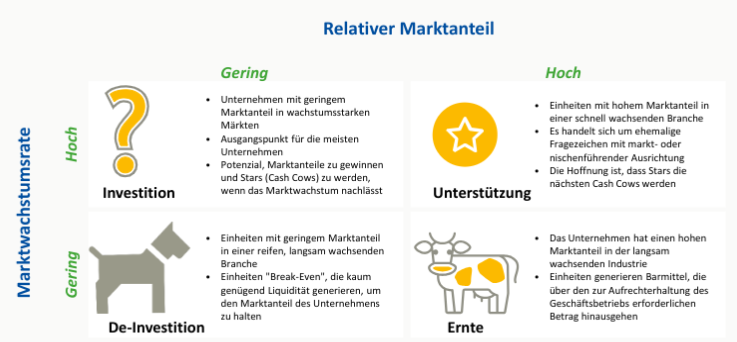 Relativer Marktanteil
Gering
Hoch
Marktwachstumsrate
Hoch
• Unternehmen mit geringem
Marktanteil in wachstumsstarken
Märkten
• Ausgangspunkt für die meisten
Unternehmen
• Potenzial, Marktanteile zu gewinnen
und Stars (Cash Cows) zu werden,
wenn das Marktwachstum nachlässt
Investition
• Einheiten mit hohem Marktanteil in
einer schnell wachsenden Branche
• Es handelt sich um ehemalige
Fragezeichen mit markt- oder
nischenführender Ausrichtung
• Die Hoffnung ist, dass Stars die
nächsten Cash Cows werden
Unterstützung
Gering
• Einheiten mit geringem Marktanteil
in einer reifen, langsam wachsenden
Branche
• Einheiten "Break-Even", die kaum
genügend Liquidität generieren, um
den Marktanteil des Unternehmens
zu halten
De-Investition
• Das Unternehmen hat einen hohen
Marktanteil in der langsam
wachsenden Industrie
• Einheiten generieren Barmittel, die
über den zur Aufrechterhaltung des
Geschäftsbetriebs erforderlichen
Betrag hinausgehen
Ernte